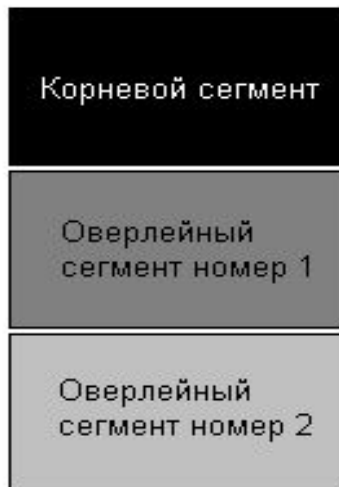 Корневой сегмент
Оверлейный
сегмент номер 1
Оверлейный
сегмент номер 2